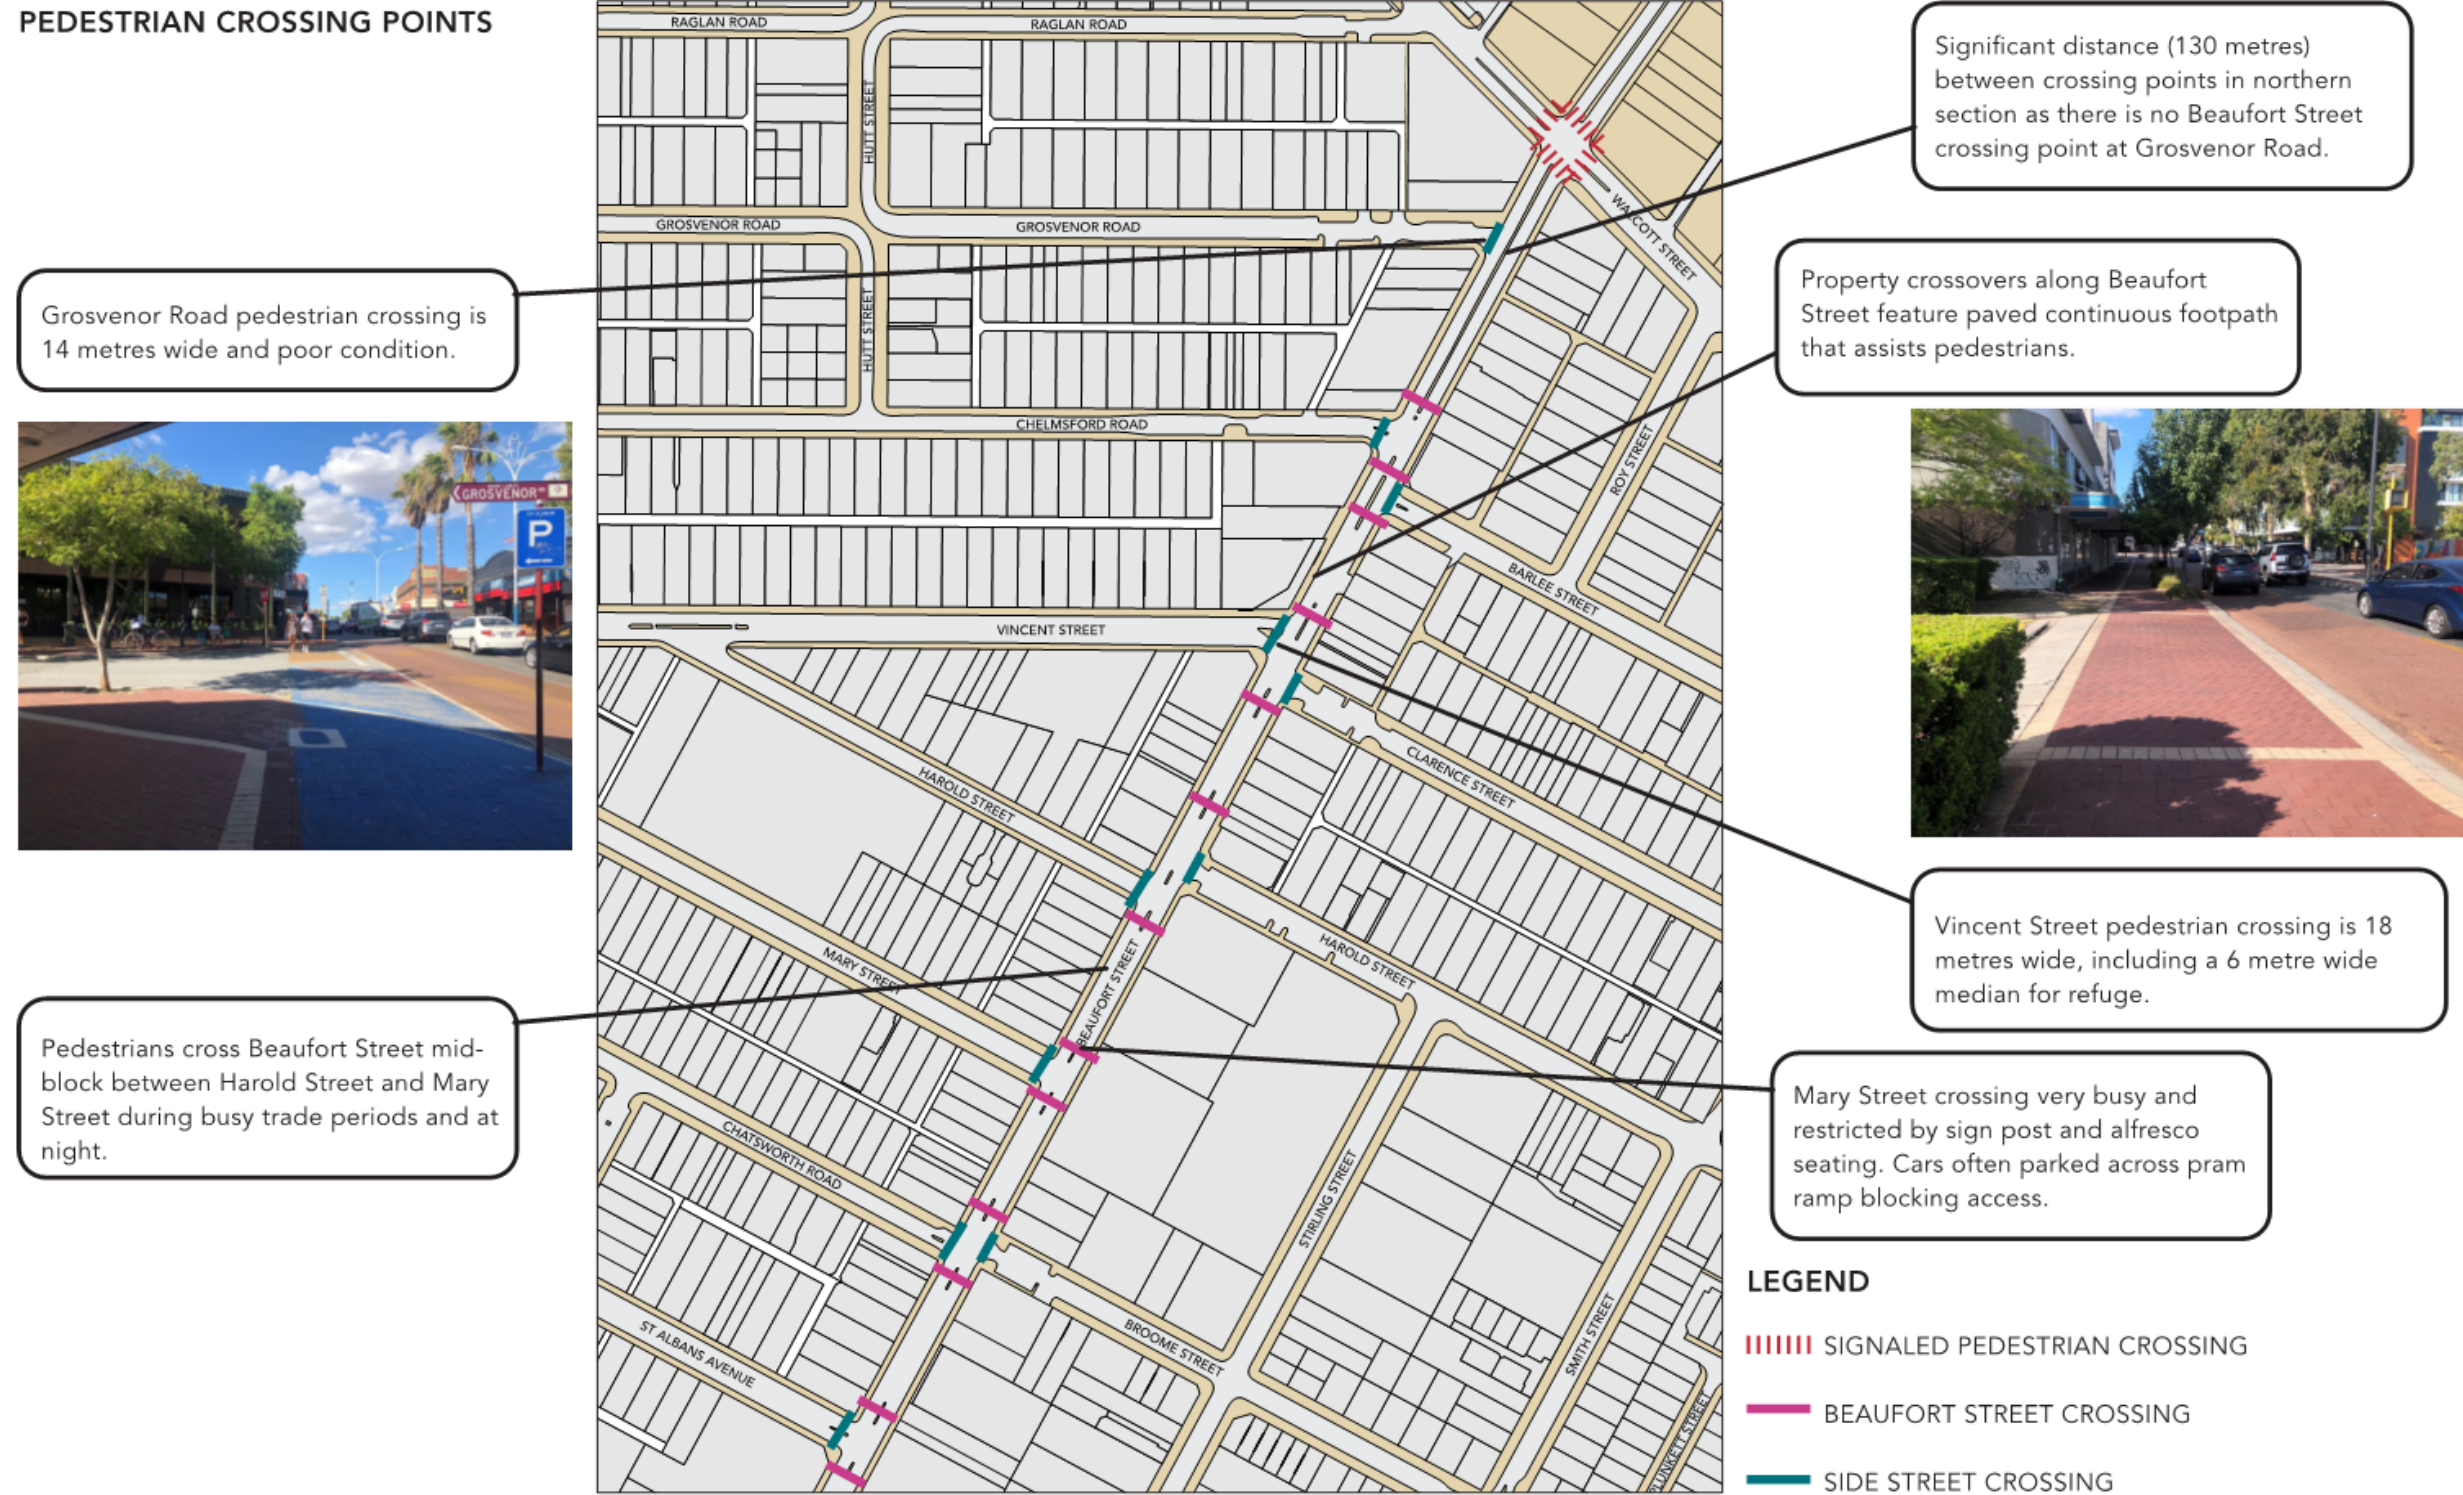 PEDESTRIAN CROSSING POINTS
RAGLAN ROAD
RAGLAN ROAD
HUTT STREET
GROSVENOR ROAD
GROSVENOR ROAD
WALCOTT STREET
HUTT STREET
CHELMSFORD ROAD
ROY STREET
BARLEE STREET
VINCENT STREET
CLARENCE STREET
HAROLD STREET
HAROLD STREET
MARY STREET
BEAUFORT STREET
CHATSWORTH ROAD
STIRLING STREET
BROOME STREET
SMITH STREET
ST ALBANS AVENUE
PLUNKETT STREET
Grosvenor Road pedestrian crossing is
14 metres wide and poor condition.
GROSVENOR
P
Pedestrians cross Beaufort Street mid-
block between Harold Street and Mary
Street during busy trade periods and at
night.
Significant distance (130 metres)
between crossing points in northern
section as there is no Beaufort Street
crossing point at Grosvenor Road.
Property crossovers along Beaufort
Street feature paved continuous footpath
that assists pedestrians.
Vincent Street pedestrian crossing is 18
metres wide, including a 6 metre wide
median for refuge.
Mary Street crossing very busy and
restricted by sign post and alfresco
seating. Cars often parked across pram
ramp blocking access.
LEGEND
SIGNALED PEDESTRIAN CROSSING
BEAUFORT STREET CROSSING
SIDE STREET CROSSING